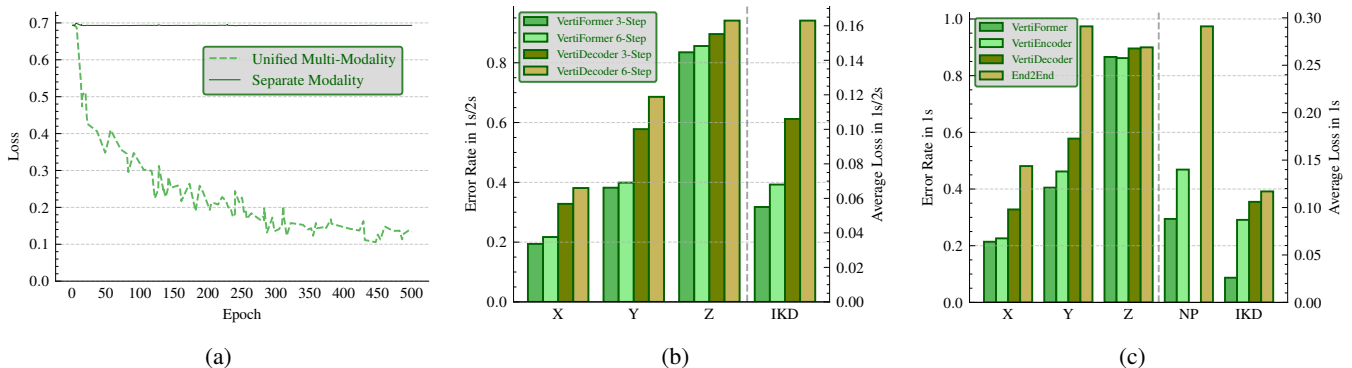 0.7
0.6
0.5
0.4
0.3
0.2
0.1
0.0
Loss
Unified Multi-Modality
Separate Modality
0 50 100 150 200 250 300 350 400 450 500
Epoch
(a)
0.8
0.6
0.4
0.2
0.0
Error Rate in 1s/2s
VertiFormer 3-Step
VertiFormer 6-Step
VertiDecoder 3-Step
VertiDecoder 6-Step
0.16
0.14
0.12
0.10
0.08
0.06
0.04
0.02
0.00
Average Loss in 1s/2s
X Y Z IKD
(b)
1.0
0.8
0.6
0.4
0.2
0.0
Error Rate in 1s
VertiFormer
VertiEncoder
VertiDecoder
End2End
0.30
0.25
0.20
0.15
0.10
0.05
0.00
Average Loss in 1s
X Y Z NP IKD
(c)